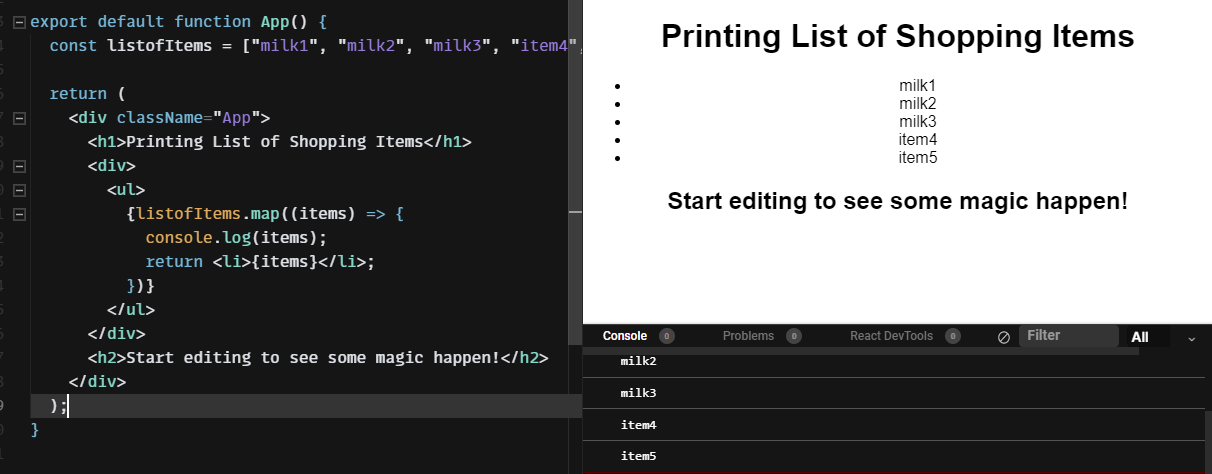 export default function App() {
const listofItems = ["milk1", "milk2", "milk3", "item4",
return (
<div className="App">
<h1>Printing List of Shopping Items</h1>
<div>
<ul>
{listofItems.map((items) => {
console.log(items);
return <li>{items}</li>;
})}
</ul>
</div>
<h2>Start editing to see some magic happen!</h2>
</div>
);
}
Printing List of Shopping Items
milk1
milk2
milk3
item4
item5
Start editing to see some magic happen!
Console 0 Problems 0 React DevTools 0 Filter All
milk2
milk3
item4
item5